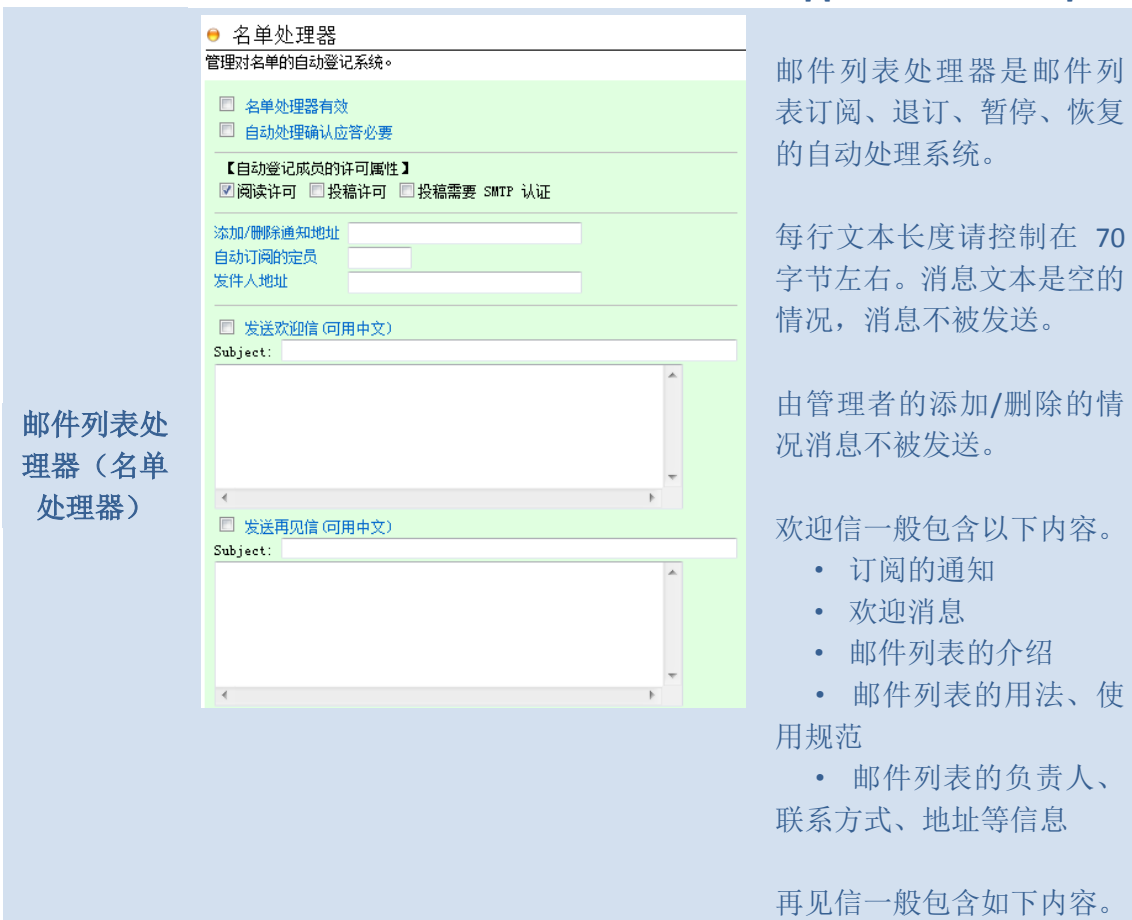 邮件列表处
理器（名单
处理器）
名单处理器
管理对名单的自动登记系统。
名单处理器有效
自动处理确认应答必要
【自动登记成员的许可属性】
阅读许可 投稿许可 投稿需要 SMTP 认证
添加/删除通知地址
自动订阅的定员
发件人地址
发送欢迎信(可用中文)
Subject:
发送再见信(可用中文)
Subject:
邮件列表处理器是邮件列
表订阅、退订、暂停、恢复
的自动处理系统。
每行文本长度请控制在 70
字节左右。消息文本是空的
情况，消息不被发送。
由管理者的添加/删除的情
况消息不被发送。
欢迎信一般包含以下内容。
• 订阅的通知
• 欢迎消息
• 邮件列表的介绍
• 邮件列表的用法、使
用规范
• 邮件列表的负责人、
联系方式、地址等信息
再见信一般包含如下内容。